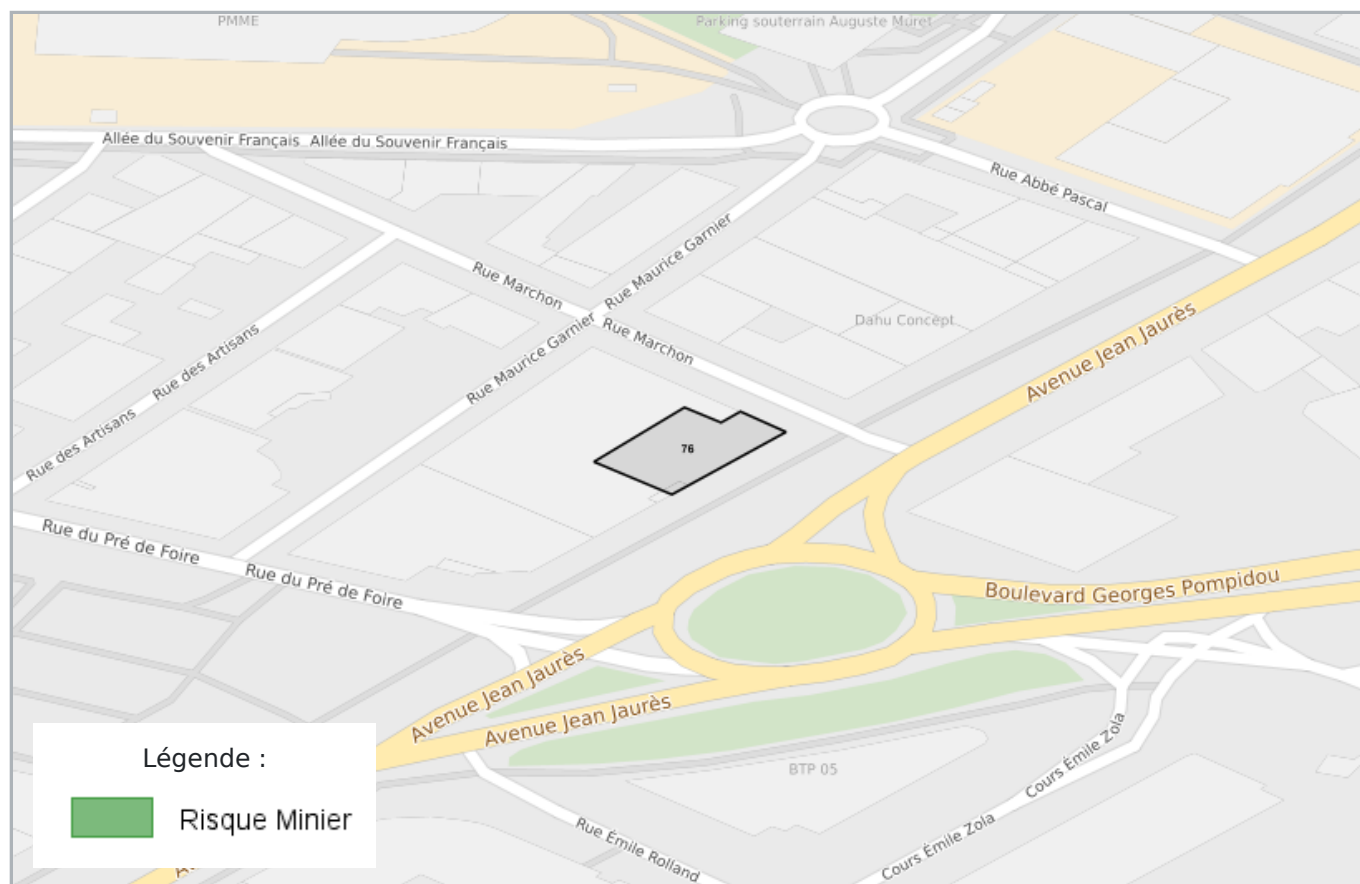 PMME
Parking souterrain Auguste Muret
Allée du Souvenir Français
Allée du Souvenir Français
Rue Abbé Pascal
Rue Maurice Garnier
Rue Marchon
Rue Marchon
Dahu Concept
Avenue Jean Jaurès
Rue des Artisans
Rue Maurice Garnier
Rue des Artisans
76
Rue du Pré de Foire
Rue du Pré de Foire
Boulevard Georges Pompidou
Avenue Jean Jaurès
Avenue Jean Jaurès
BTP 05
Cours Émile Zola
Cours Émile Zola
Rue Émile Rolland
Légende :
Risque Minier